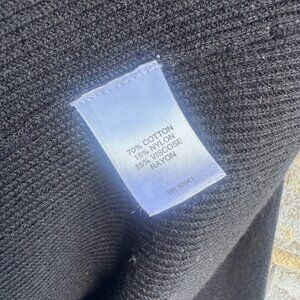 70% COTTON
15% NYLON
15% VISCOSE
RAYON